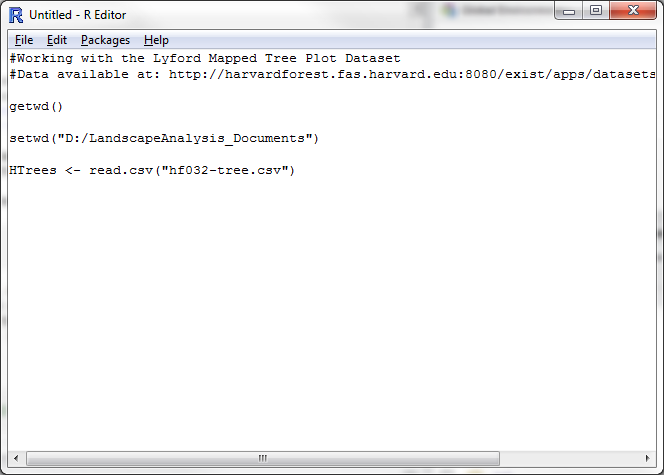 Untitled - R Editor
File Edit Packages Help
#Working with the Lyford Mapped Tree Plot Dataset
#Data available at: http://harvardforest.fas.harvard.edu:8080/exist/apps/datasets
getwd()
setwd("D:/LandscapeAnalysis_Documents")
HTrees <- read.csv("hf032-tree.csv")